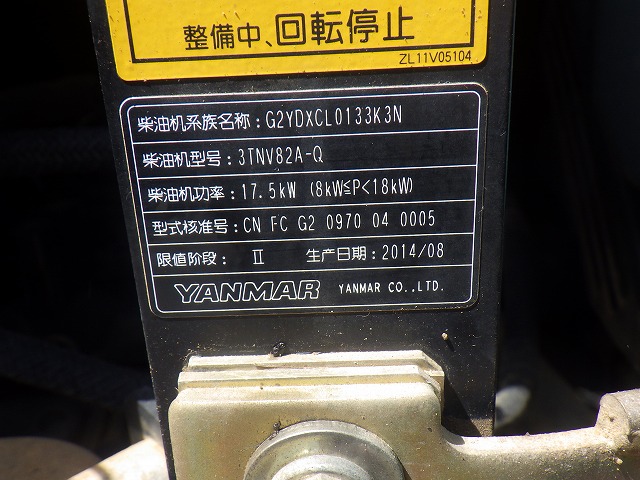 整備中、回転停止
ZL11V05104
柴油机系族名称：G2YDXCL0133K3N
柴油机型号：3TNV82A-Q
柴油机功率：17.5kW (8kW≦P<18kW)
型式核准号：CN FC G2 0970 04 0005
限值阶段： Ⅱ 生产日期：2014/08
YANMAR YANMAR CO.,LTD.